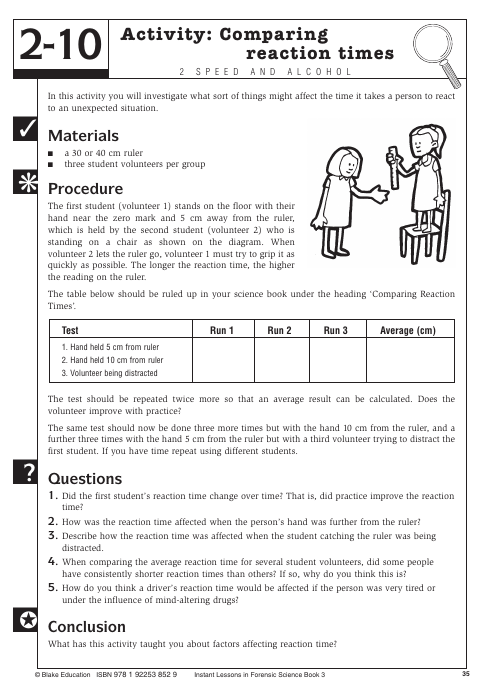 2-10
Activity: Comparing
reaction times
2 SPEED AND ALCOHOL
In this activity you will investigate what sort of things might affect the time it takes a person to react
to an unexpected situation.
Materials
■ a 30 or 40 cm ruler
■ three student volunteers per group
Procedure
The first student (volunteer 1) stands on the floor with their
hand near the zero mark and 5 cm away from the ruler,
which is held by the second student (volunteer 2) who is
standing on a chair as shown on the diagram. When
volunteer 2 lets the ruler go, volunteer 1 must try to grip it as
quickly as possible. The longer the reaction time, the higher
the reading on the ruler.
The table below should be ruled up in your science book under the heading ‘Comparing Reaction
Times’.
Test Run 1 Run 2 Run 3 Average (cm)
1. Hand held 5 cm from ruler
2. Hand held 10 cm from ruler
3. Volunteer being distracted
The test should be repeated twice more so that an average result can be calculated. Does the
volunteer improve with practice?
The same test should now be done three more times but with the hand 10 cm from the ruler, and a
further three times with the hand 5 cm from the ruler but with a third volunteer trying to distract the
first student. If you have time repeat using different students.
?
Questions
1. Did the first student’s reaction time change over time? That is, did practice improve the reaction
time?
2. How was the reaction time affected when the person’s hand was further from the ruler?
3. Describe how the reaction time was affected when the student catching the ruler was being
distracted.
4. When comparing the average reaction time for several student volunteers, did some people
have consistently shorter reaction times than others? If so, why do you think this is?
5. How do you think a driver’s reaction time would be affected if the person was very tired or
under the influence of mind-altering drugs?
Conclusion
What has this activity taught you about factors affecting reaction time?
© Blake Education ISBN 978 1 92253 852 9 Instant Lessons in Forensic Science Book 3 35